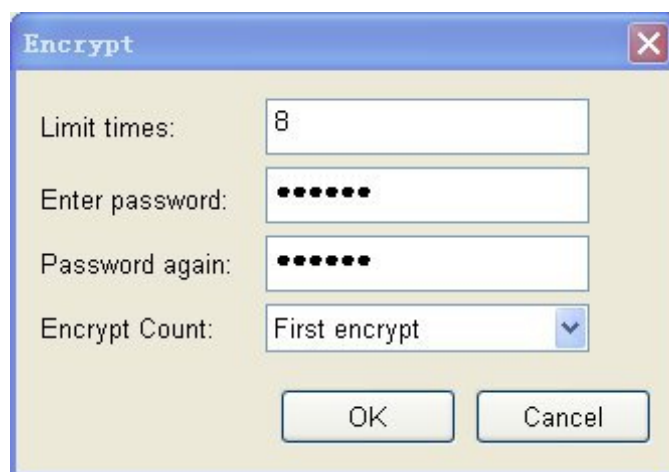 Encrypt
Limit times: 8
Enter password: ●●●●●●
Password again: ●●●●●●
Encrypt Count: First encrypt
OK Cancel